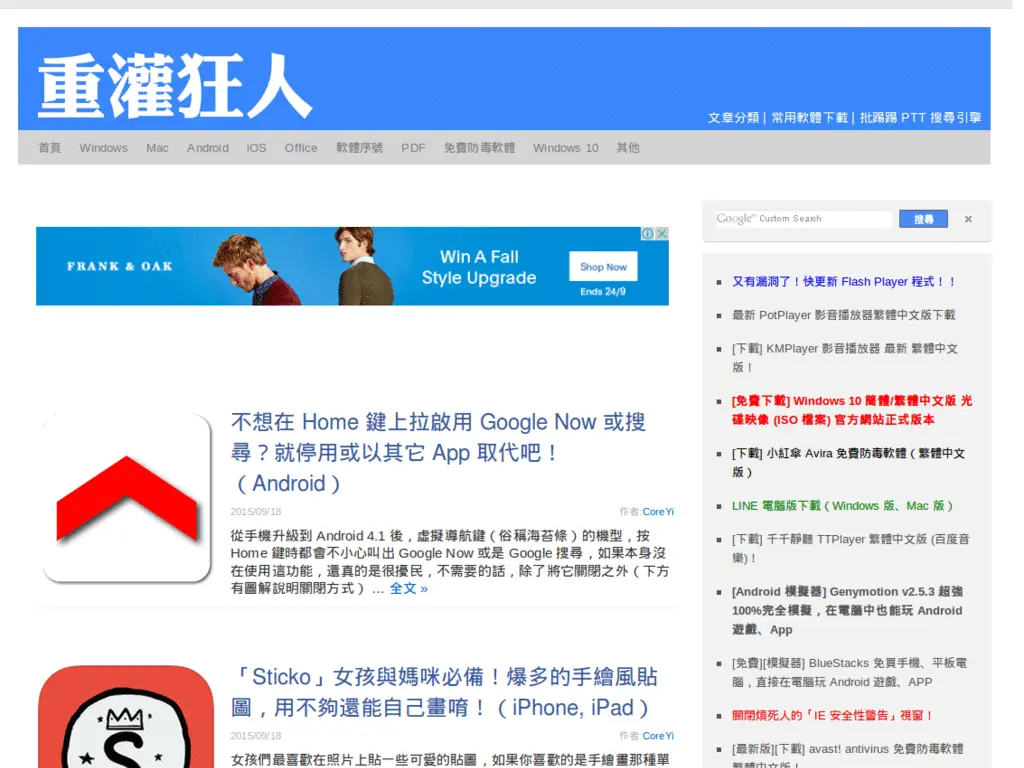 重灌狂人
文章分類 | 常用軟體下載 | 批踢踢 PTT 搜尋引擎
首頁 Windows Mac Android iOS Office 軟體序號 PDF 免費防毒軟體 Windows 10 其他
Google™ Custom Search 搜尋 ×
FRANK & OAK
Win A Fall
Style Upgrade
Shop Now
Ends 24/9
不想在 Home 鍵上拉啟用 Google Now 或搜
尋？就停用或以其它 App 取代吧！
（Android）
2015/09/18 作者:CoreYi
從手機升級到 Android 4.1 後，虛擬導航鍵（俗稱海苔條）的機型，按
Home 鍵時都會不小心叫出 Google Now 或是 Google 搜尋，如果本身沒
在使用這功能，還真的是很擾民，不需要的話，除了將它關閉之外（下方
有圖解說明關閉方式） ... 全文 »
「Sticko」女孩與媽咪必備！爆多的手繪風貼
圖，用不夠還能自己畫唷！（iPhone, iPad）
2015/09/18 作者:CoreYi
女孩們最喜歡在照片上貼一些可愛的貼圖，如果你喜歡的是手繪畫那種單
S
又有漏洞了！快更新 Flash Player 程式！！
最新 PotPlayer 影音播放器繁體中文版下載
[下載] KMPlayer 影音播放器 最新 繁體中文
版！
[免費下載] Windows 10 簡體/繁體中文版 光
碟映像 (ISO 檔案) 官方網站正式版本
[下載] 小紅傘 Avira 免費防毒軟體（繁體中文
版）
LINE 電腦版下載（Windows 版、Mac 版）
[下載] 千千靜聽 TTPlayer 繁體中文版 (百度音
樂)！
[Android 模擬器] Genymotion v2.5.3 超強
100%完全模擬，在電腦中也能玩 Android
遊戲、App
[免費][模擬器] BlueStacks 免買手機、平板電
腦，直接在電腦玩 Android 遊戲、APP
關閉煩死人的「IE 安全性警告」視窗！
[最新版][下載] avast! antivirus 免費防毒軟體
繁體中文版！